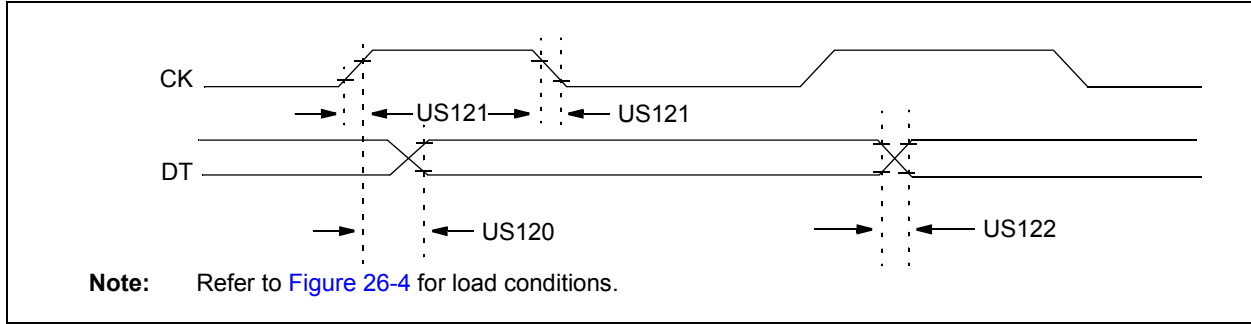 CK
US121 US121
DT
US120 US122
Note: Refer to Figure 26-4 for load conditions.